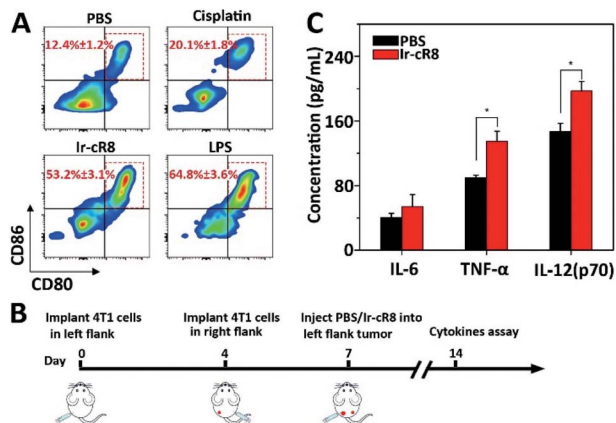 A
PBS
Cisplatin
12.4%±1.2%
20.1%±1.8%
Ir-cR8
LPS
53.2%±3.1%
64.8%±3.6%
CD86
CD80
C
Concentration (pg/mL)
240
160
80
0
PBS
Ir-cR8
*
*
IL-6
TNF-α
IL-12(p70)
B
Implant 4T1 cells
in left flank
Implant 4T1 cells
in right flank
Inject PBS/Ir-cR8 into
left flank tumor
Cytokines assay
Day
0
4
7
14